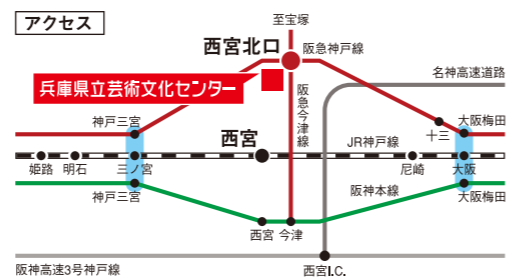 アクセス
至宝塚
西宮北口
阪急神戸線
名神高速道路
兵庫県立芸術文化センター
阪急今津線
神戸三宮
十三
大阪梅田
西宮
JR神戸線
姫路
明石
三ノ宮
尼崎
大阪
神戸三宮
阪神本線
大阪梅田
西宮
今津
阪神高速3号神戸線
西宮I.C.